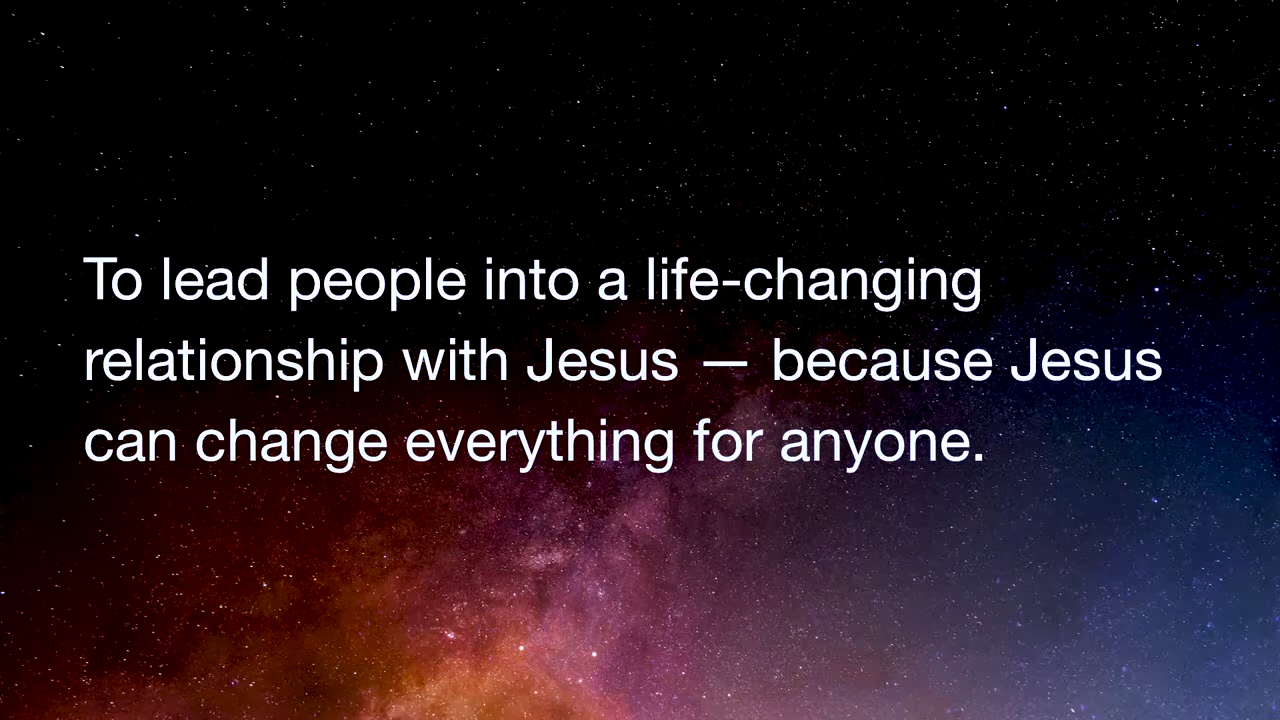 To lead people into a life-changing
relationship with Jesus — because Jesus
can change everything for anyone.